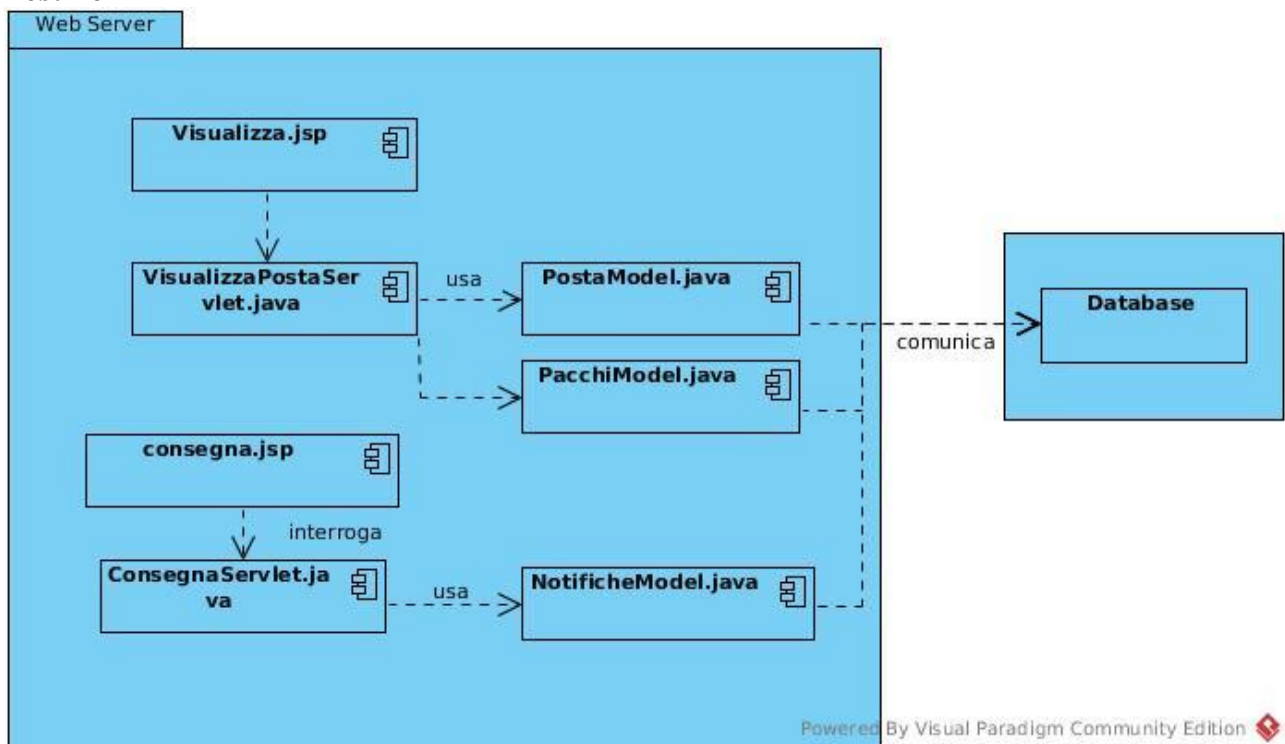 Web Server
Visualizza.jsp
VisualizzaPostaSer
vlet.java
usa
PostaModel.java
Database
comunica
PacchiModel.java
consegna.jsp
interroga
ConsegnaServlet.ja
va
usa
NotificheModel.java
Powered By Visual Paradigm Community Edition